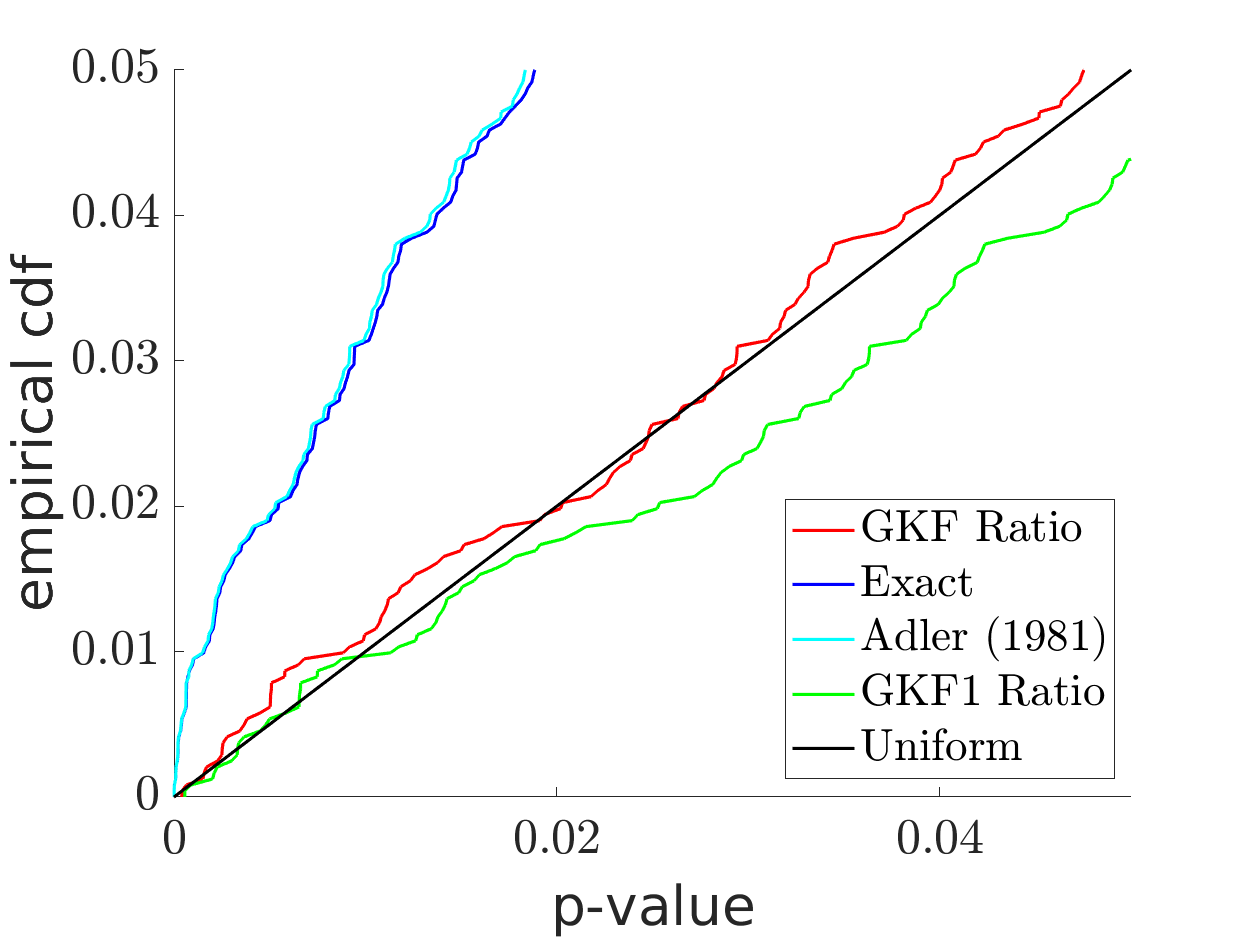 0.05
0.04
0.03
0.02
0.01
0
empirical cdf
GKF Ratio
Exact
Adler (1981)
GKF1 Ratio
Uniform
0
0.02
0.04
p-value